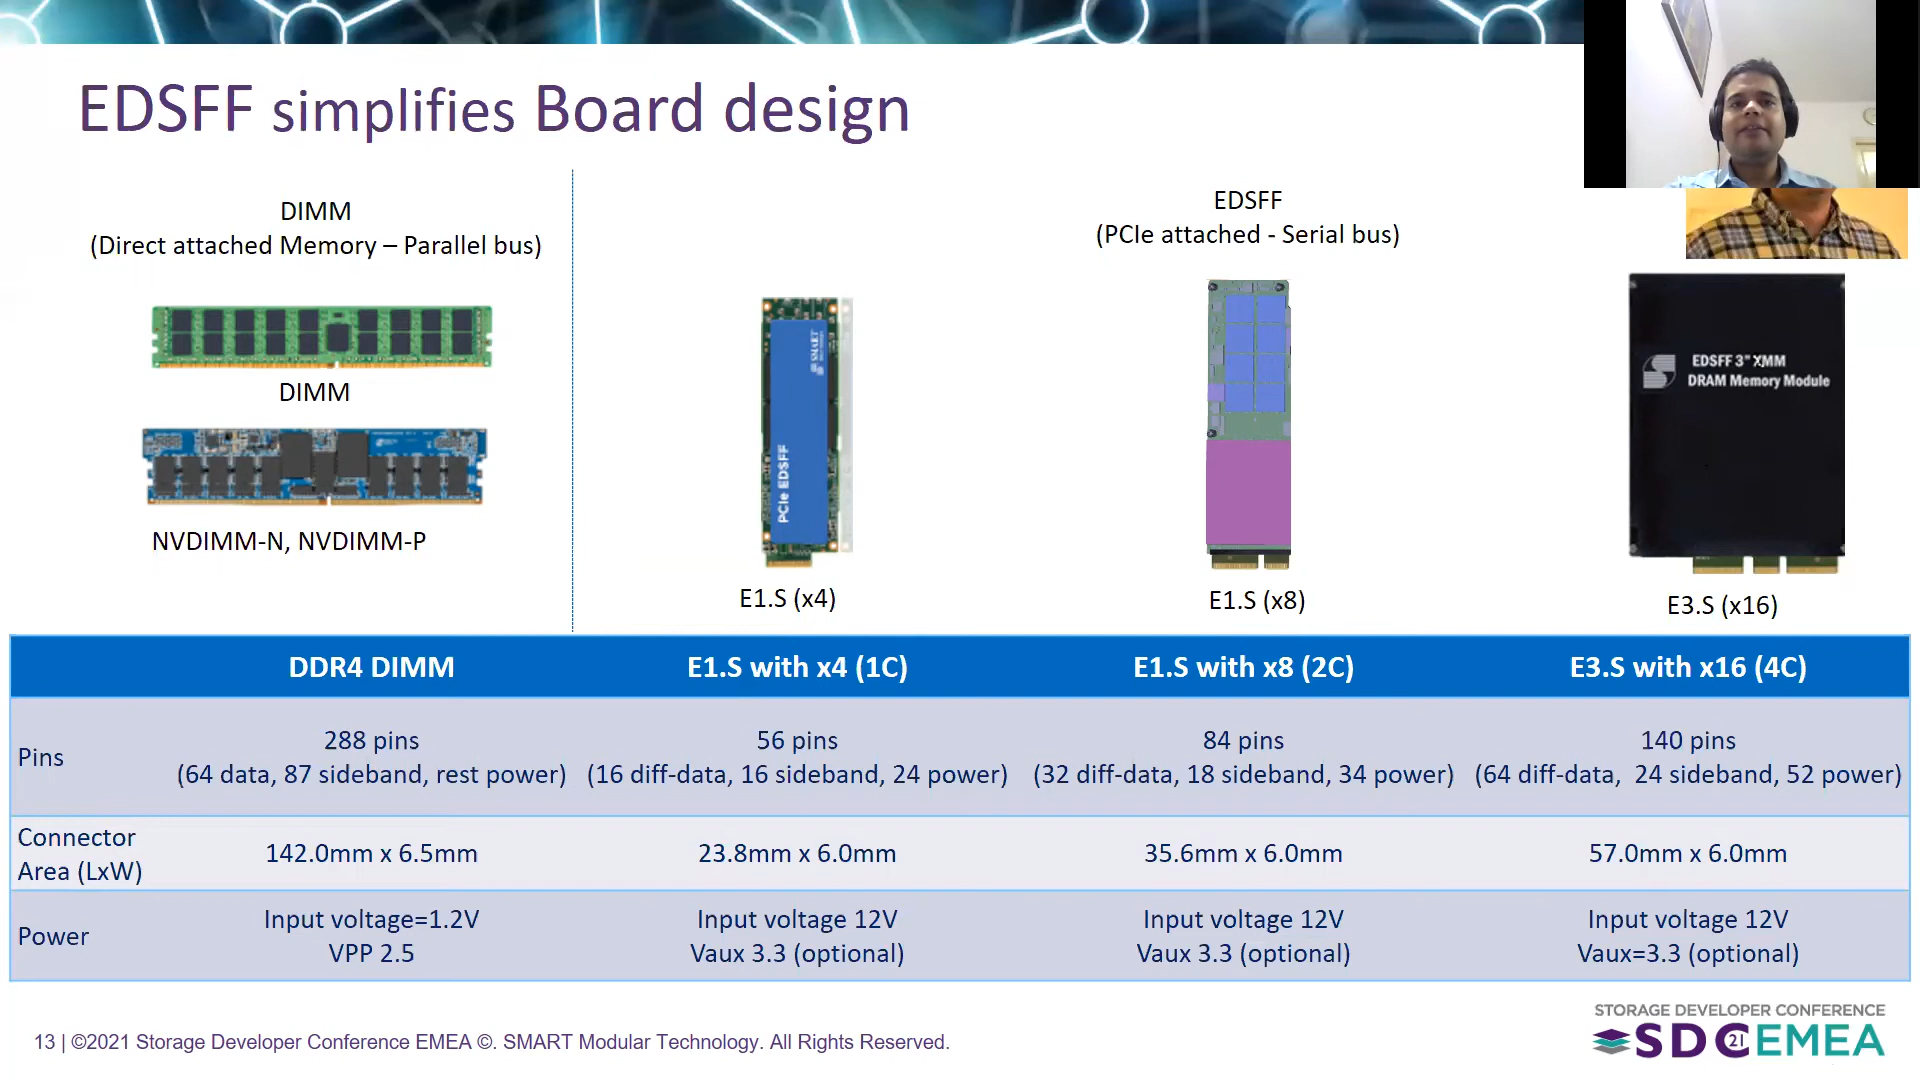 EDSFF simplifies Board design
DIMM
(Direct attached Memory – Parallel bus)
DIMM
NVDIMM-N, NVDIMM-P
EDSFF
(PCIe attached - Serial bus)
SMART
PCIe EDSFF
E1.S (x4)
E1.S (x8)
EDSFF 3" XMM
DRAM Memory Module
E3.S (x16)
DDR4 DIMM E1.S with x4 (1C) E1.S with x8 (2C) E3.S with x16 (4C)
Pins
288 pins
(64 data, 87 sideband, rest power)
56 pins
(16 diff-data, 16 sideband, 24 power)
84 pins
(32 diff-data, 18 sideband, 34 power)
140 pins
(64 diff-data, 24 sideband, 52 power)
Connector
Area (LxW)
142.0mm x 6.5mm
23.8mm x 6.0mm
35.6mm x 6.0mm
57.0mm x 6.0mm
Power
Input voltage=1.2V
VPP 2.5
Input voltage 12V
Vaux 3.3 (optional)
Input voltage 12V
Vaux 3.3 (optional)
Input voltage 12V
Vaux=3.3 (optional)
13 | ©2021 Storage Developer Conference EMEA ©. SMART Modular Technology. All Rights Reserved.
STORAGE DEVELOPER CONFERENCE
SDC 21 EMEA